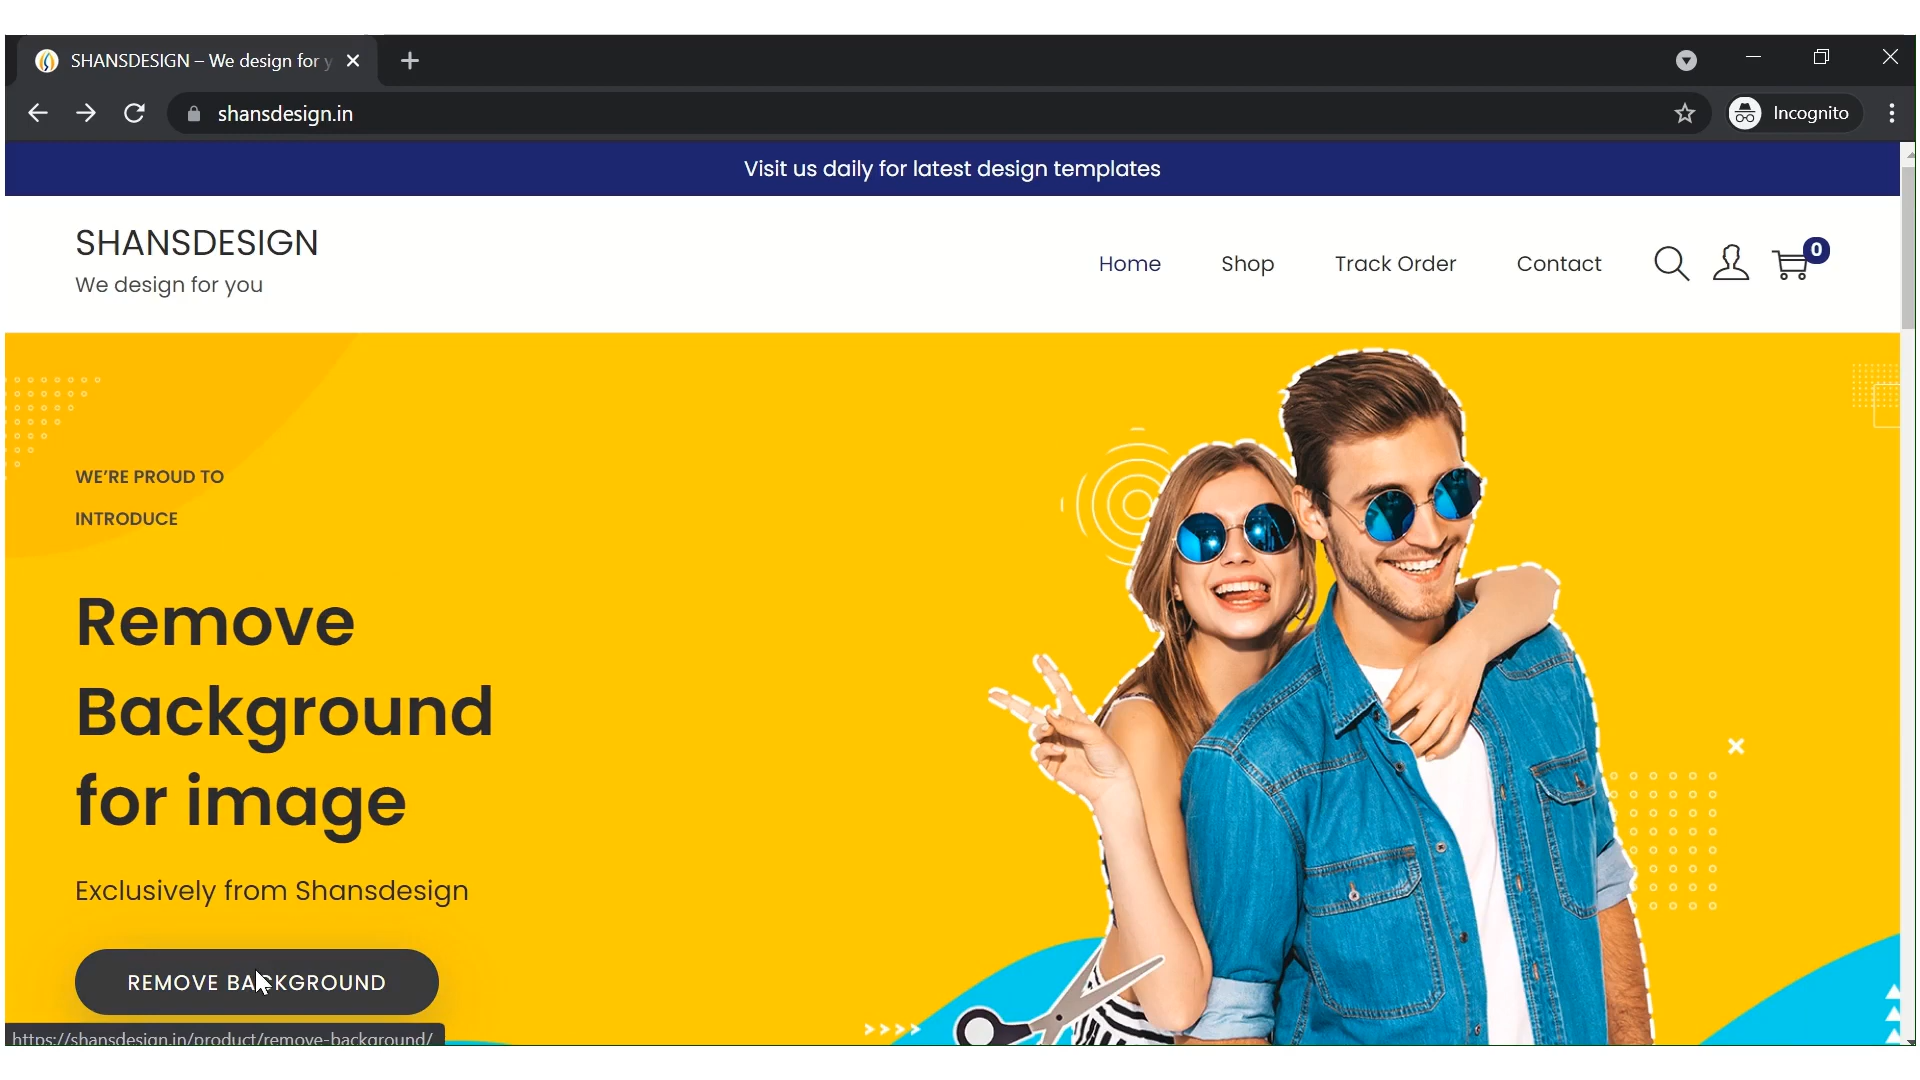 SHANSDESIGN – We design for y
shansdesign.in
Incognito
Visit us daily for latest design templates
SHANSDESIGN
We design for you
Home
Shop
Track Order
Contact
0
WE’RE PROUD TO
INTRODUCE
Remove
Background
for image
Exclusively from Shansdesign
REMOVE BACKGROUND
https://shansdesign.in/product/remove-background/